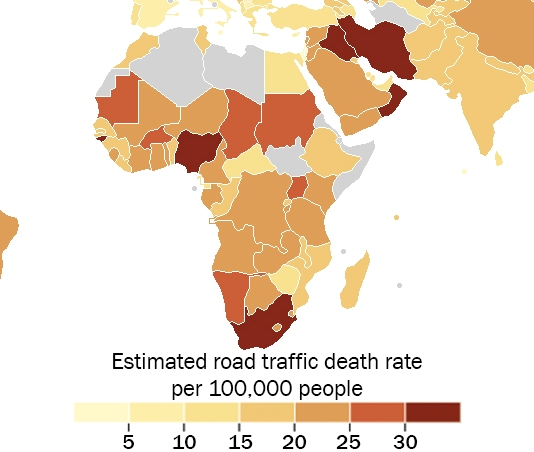 Estimated road traffic death rate
per 100,000 people
5 10 15 20 25 30